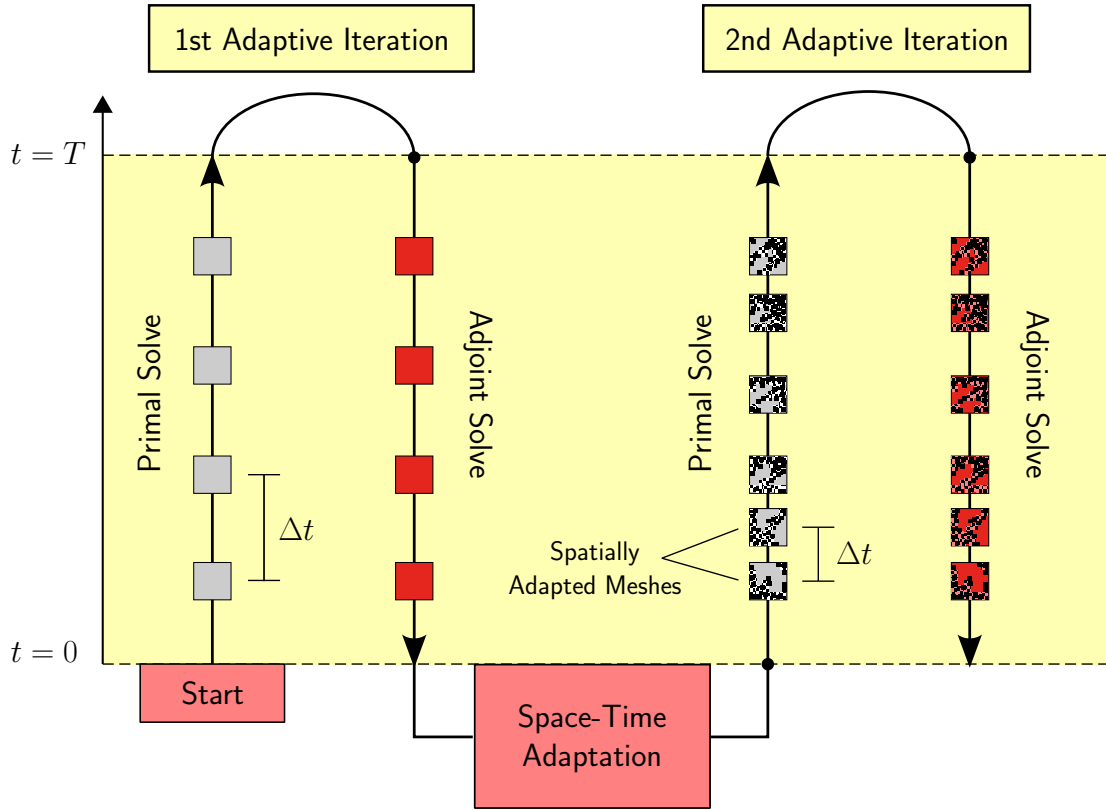 1st Adaptive Iteration
2nd Adaptive Iteration
t = T
Primal Solve
Adjoint Solve
Primal Solve
Adjoint Solve
Δt
Spatially
Adapted Meshes
Δt
t = 0
Start
Space-Time
Adaptation